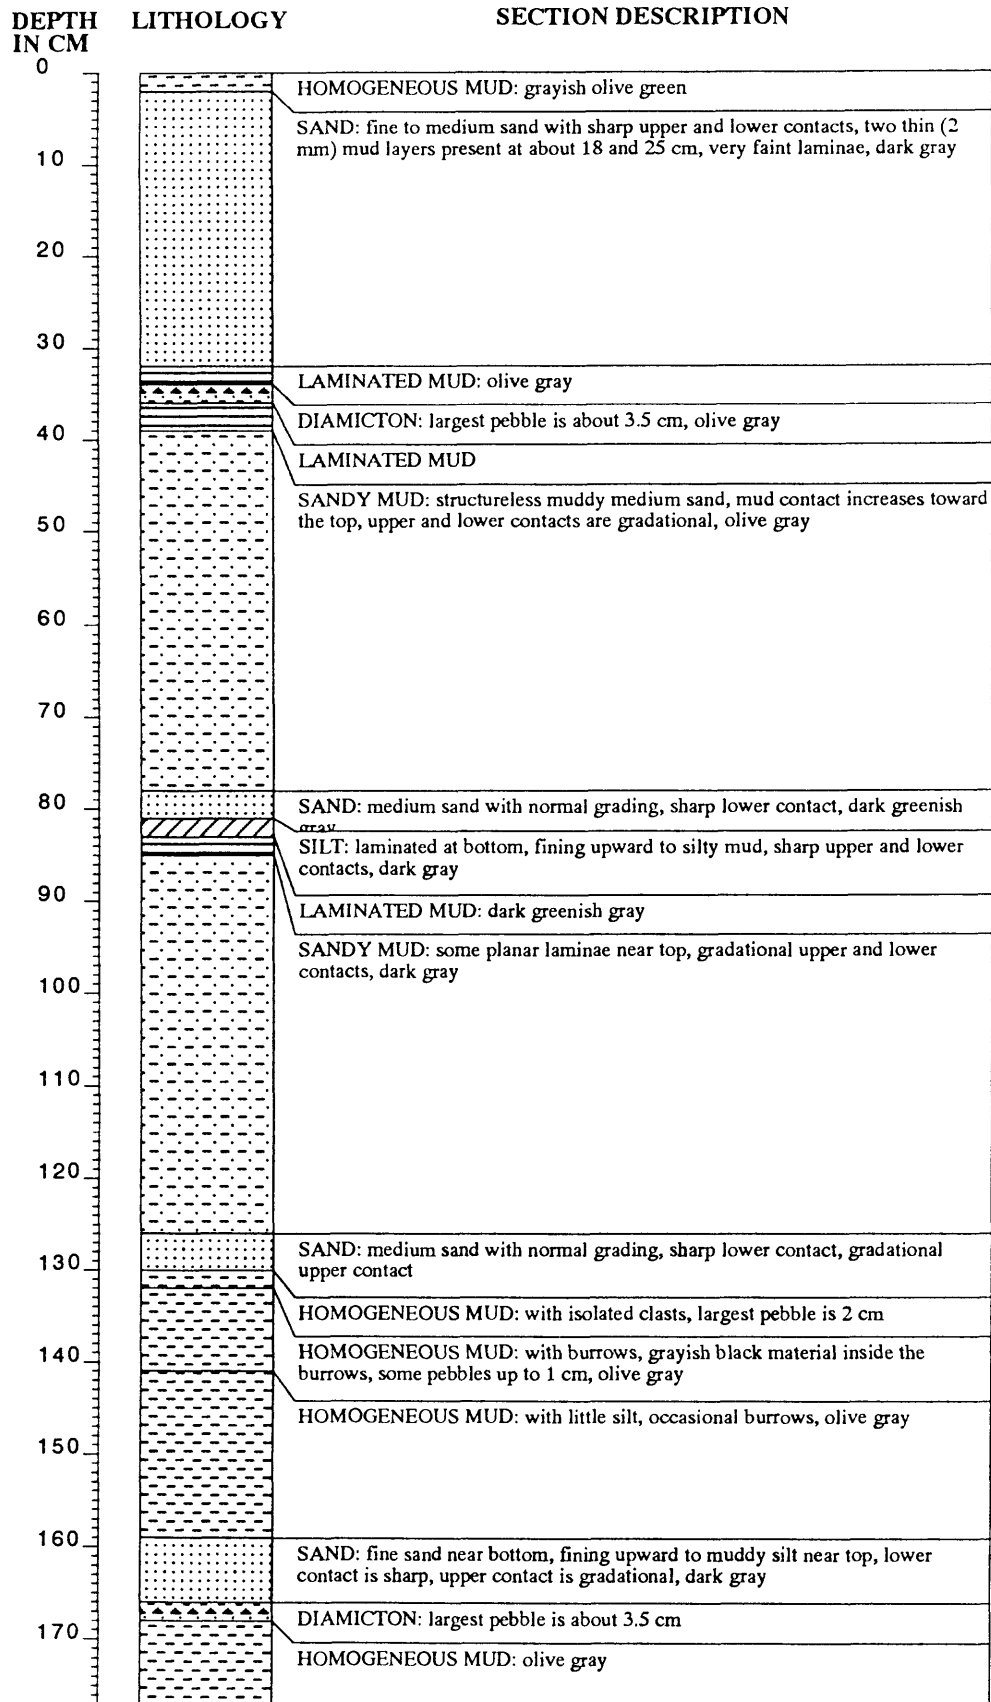 DEPTH LITHOLOGY SECTION DESCRIPTION
IN CM
0
HOMOGENEOUS MUD: grayish olive green
SAND: fine to medium sand with sharp upper and lower contacts, two thin (2
mm) mud layers present at about 18 and 25 cm, very faint laminae, dark gray
10
20
30
LAMINATED MUD: olive gray
DIAMICTON: largest pebble is about 3.5 cm, olive gray
40
LAMINATED MUD
SANDY MUD: structureless muddy medium sand, mud contact increases toward
the top, upper and lower contacts are gradational, olive gray
50
60
70
80
SAND: medium sand with normal grading, sharp lower contact, dark greenish
gray
SILT: laminated at bottom, fining upward to silty mud, sharp upper and lower
contacts, dark gray
90
LAMINATED MUD: dark greenish gray
SANDY MUD: some planar laminae near top, gradational upper and lower
contacts, dark gray
100
110
120
SAND: medium sand with normal grading, sharp lower contact, gradational
upper contact
130
HOMOGENEOUS MUD: with isolated clasts, largest pebble is 2 cm
HOMOGENEOUS MUD: with burrows, grayish black material inside the
burrows, some pebbles up to 1 cm, olive gray
140
HOMOGENEOUS MUD: with little silt, occasional burrows, olive gray
150
160
SAND: fine sand near bottom, fining upward to muddy silt near top, lower
contact is sharp, upper contact is gradational, dark gray
DIAMICTON: largest pebble is about 3.5 cm
170
HOMOGENEOUS MUD: olive gray